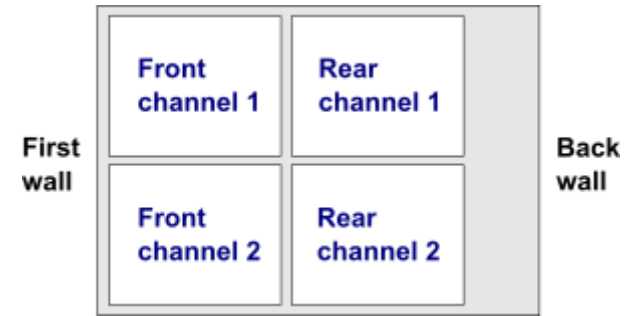 Front
channel 1
Rear
channel 1
First
wall
Back
wall
Front
channel 2
Rear
channel 2